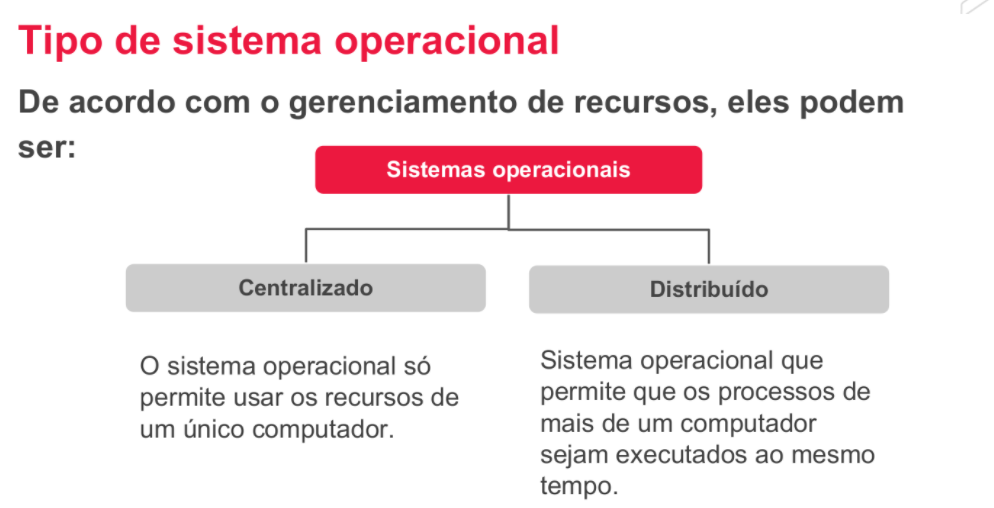 Tipo de sistema operacional
De acordo com o gerenciamento de recursos, eles podem
ser:
Sistemas operacionais
Centralizado
Distribuído
O sistema operacional só
permite usar os recursos de
um único computador.
Sistema operacional que
permite que os processos de
mais de um computador
sejam executados ao mesmo
tempo.